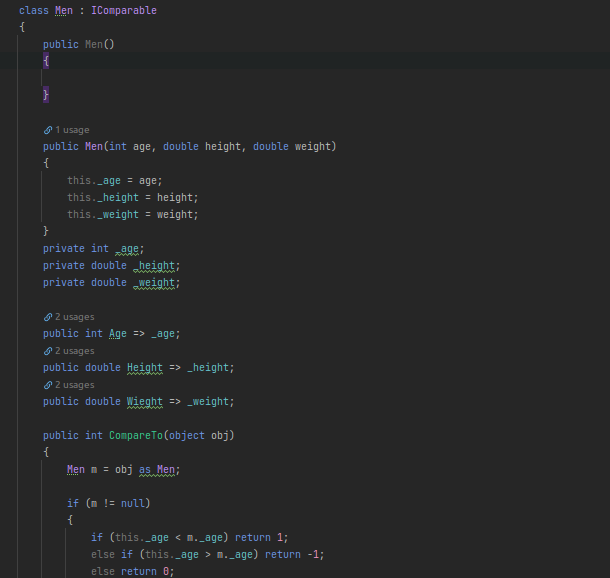 class Men : IComparable
{
public Men()
{
}
1 usage
public Men(int age, double height, double weight)
{
this._age = age;
this._height = height;
this._weight = weight;
}
private int _age;
private double _height;
private double _weight;
2 usages
public int Age => _age;
2 usages
public double Height => _height;
2 usages
public double Wieght => _weight;
public int CompareTo(object obj)
{
Men m = obj as Men;
if (m != null)
{
if (this._age < m._age) return 1;
else if (this._age > m._age) return -1;
else return 0;